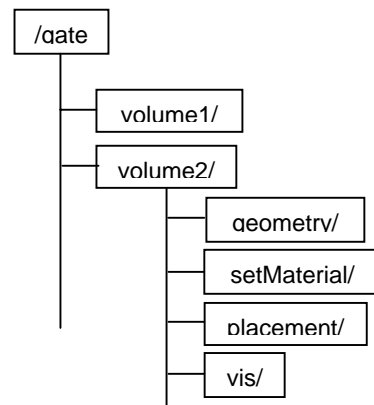 /gate
volume1/
volume2/
geometry/
setMaterial/
placement/
vis/